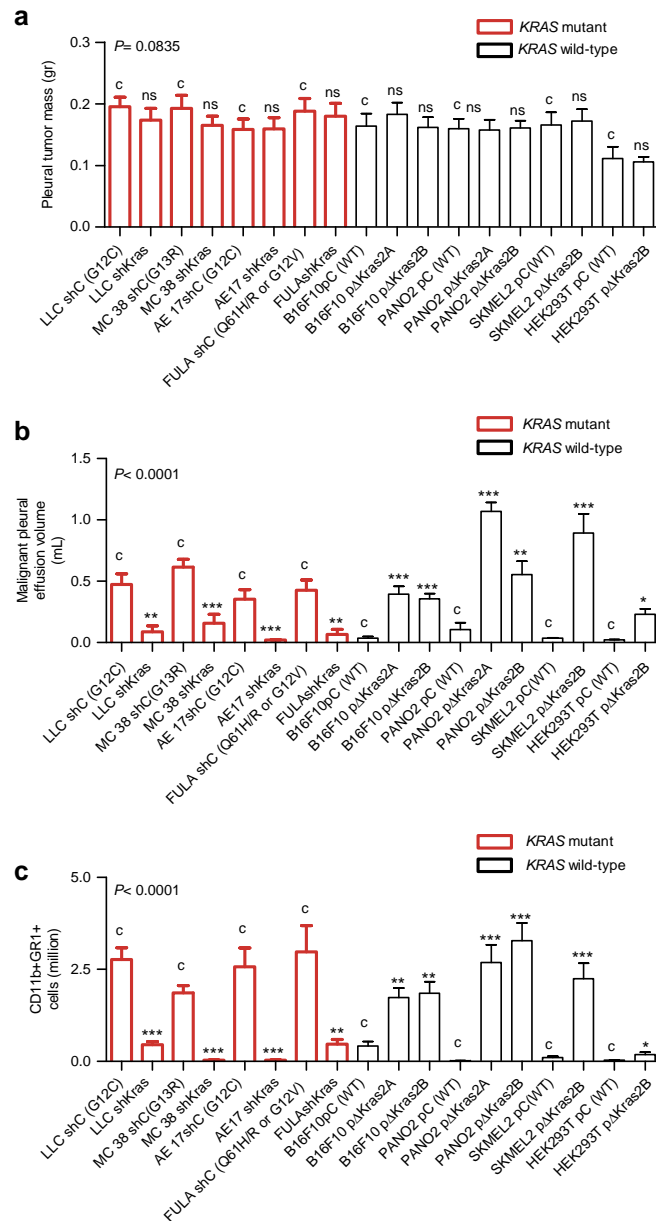 a
KRAS mutant
KRAS wild-type
P= 0.0835
Pleural tumor mass (gr)
0.3
0.2
0.1
0.0
c ns c ns c ns c ns c ns ns c ns ns c ns c ns
LLC shC (G12C)
LLC shKras
MC 38 shC(G13R)
MC 38 shKras
AE 17shC (G12C)
AE17 shKras
FULA shC (Q61H/R or G12V)
FULAshKras
B16F10pC (WT)
B16F10 pΔKras2A
B16F10 pΔKras2B
PANO2 pC (WT)
PANO2 pΔKras2A
PANO2 pΔKras2B
SKMEL2 pC(WT)
SKMEL2 pΔKras2B
HEK293T pC (WT)
HEK293T pΔKras2B
b
KRAS mutant
KRAS wild-type
P< 0.0001
Malignant pleural
effusion volume
(mL)
1.5
1.0
0.5
0.0
c ** c *** c *** c ** c *** *** c *** ** c *** c *
LLC shC (G12C)
LLC shKras
MC 38 shC(G13R)
MC 38 shKras
AE 17shC (G12C)
AE17 shKras
FULA shC (Q61H/R or G12V)
FULAshKras
B16F10pC (WT)
B16F10 pΔKras2A
B16F10 pΔKras2B
PANO2 pC (WT)
PANO2 pΔKras2A
PANO2 pΔKras2B
SKMEL2 pC(WT)
SKMEL2 pΔKras2B
HEK293T pC (WT)
HEK293T pΔKras2B
c
KRAS mutant
KRAS wild-type
P< 0.0001
CD11b+GR1+
cells (million)
5.0
2.5
0.0
c *** c *** c *** c ** c ** ** c *** *** c *** c *
LLC shC (G12C)
LLC shKras
MC 38 shC(G13R)
MC 38 shKras
AE 17shC (G12C)
AE17 shKras
FULA shC (Q61H/R or G12V)
FULAshKras
B16F10pC (WT)
B16F10 pΔKras2A
B16F10 pΔKras2B
PANO2 pC (WT)
PANO2 pΔKras2A
PANO2 pΔKras2B
SKMEL2 pC(WT)
SKMEL2 pΔKras2B
HEK293T pC (WT)
HEK293T pΔKras2B